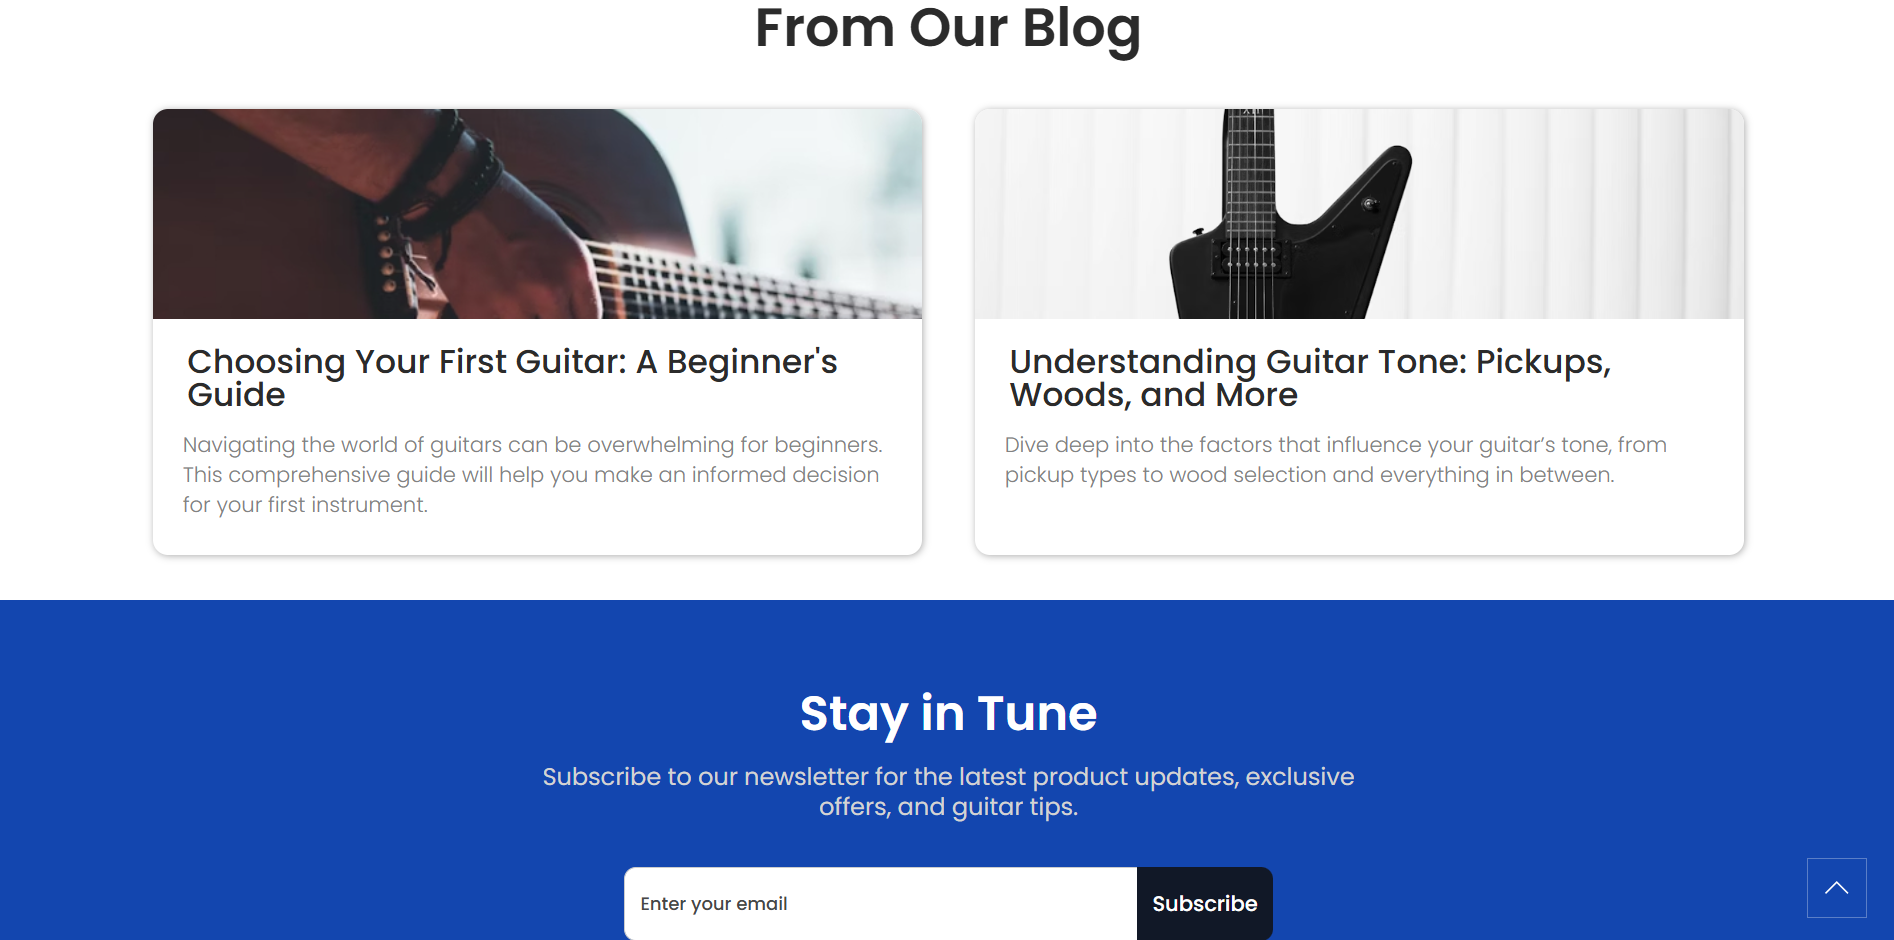 From Our Blog
Choosing Your First Guitar: A Beginner's
Guide
Navigating the world of guitars can be overwhelming for beginners.
This comprehensive guide will help you make an informed decision
for your first instrument.
Understanding Guitar Tone: Pickups,
Woods, and More
Dive deep into the factors that influence your guitar’s tone, from
pickup types to wood selection and everything in between.
Stay in Tune
Subscribe to our newsletter for the latest product updates, exclusive
offers, and guitar tips.
Enter your email
Subscribe